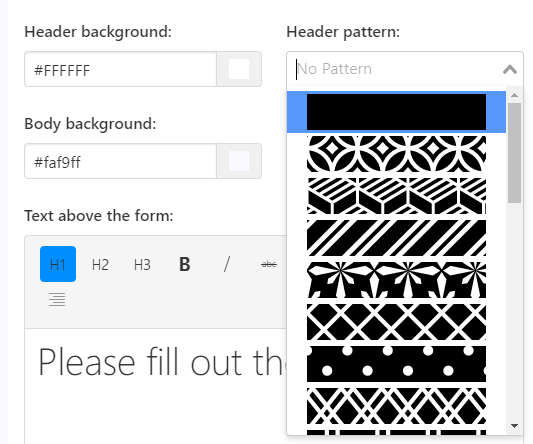 Header background:
Header pattern:
#FFFFFF
No Pattern
Body background:
#faf9ff
Text above the form:
H1 H2 H3 B / abc
Please fill out the